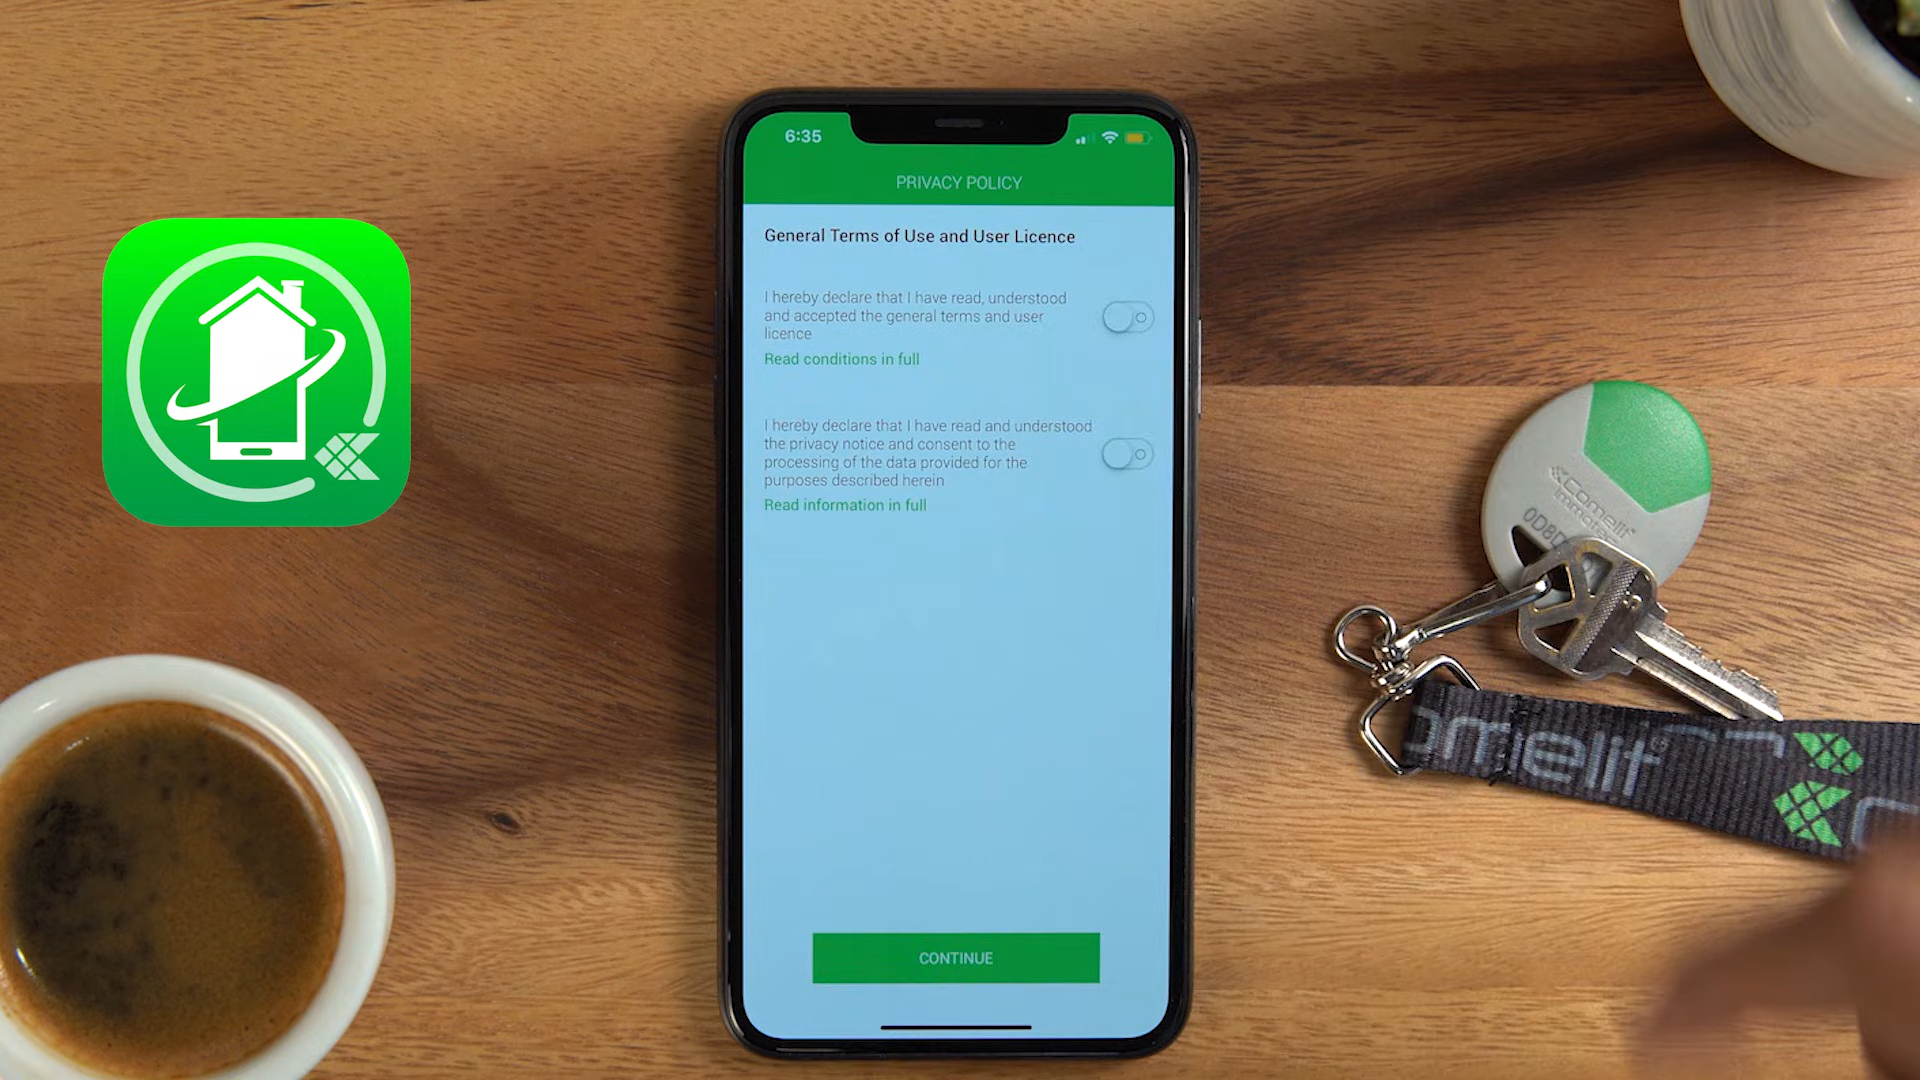 6:35
PRIVACY POLICY
General Terms of Use and User Licence
I hereby declare that I have read, understood
and accepted the general terms and user
licence
Read conditions in full
I hereby declare that I have read and understood
the privacy notice and consent to the
processing of the data provided for the
purposes described herein
Read information in full
CONTINUE
Comelit
Immotec
omelit